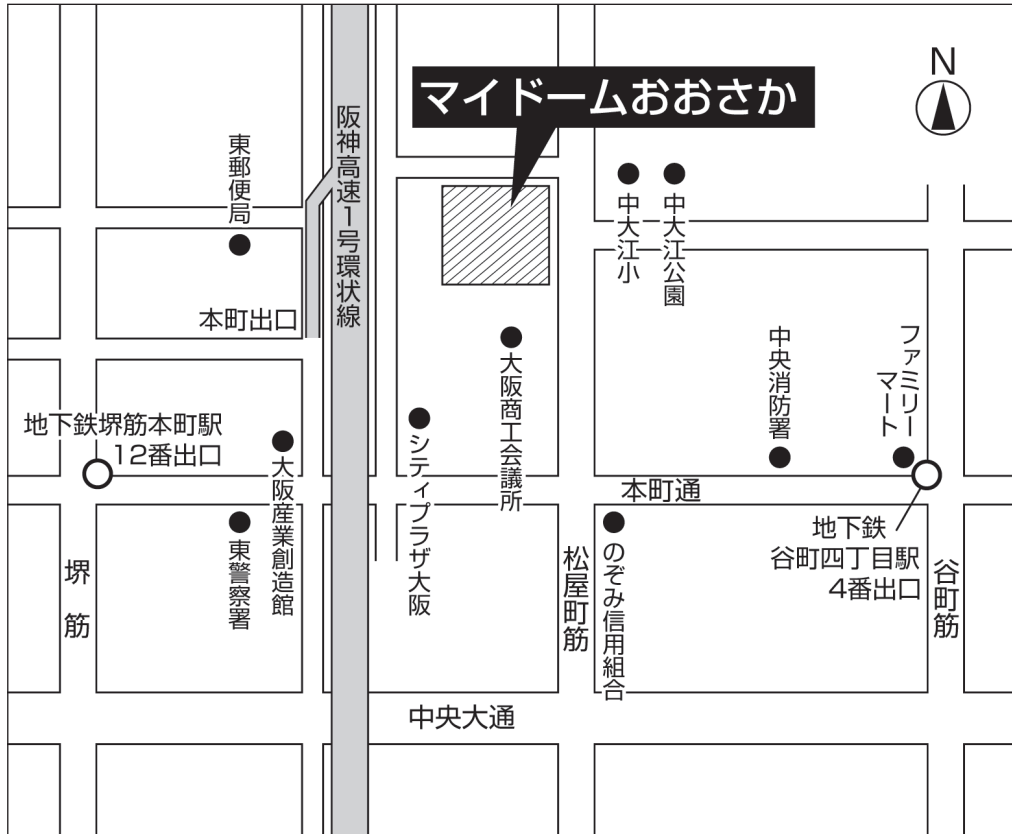 マイドームおおさか
N
阪神高速1号環状線
東郵便局
中大江小
中大江公園
本町出口
大阪商工会議所
中央消防署
ファミリー
マート
地下鉄堺筋本町駅
12番出口
大阪産業創造館
シティプラザ大阪
本町通
東警察署
のぞみ信用組合
地下鉄
谷町四丁目駅
4番出口
堺筋
松屋町筋
谷町筋
中央大通